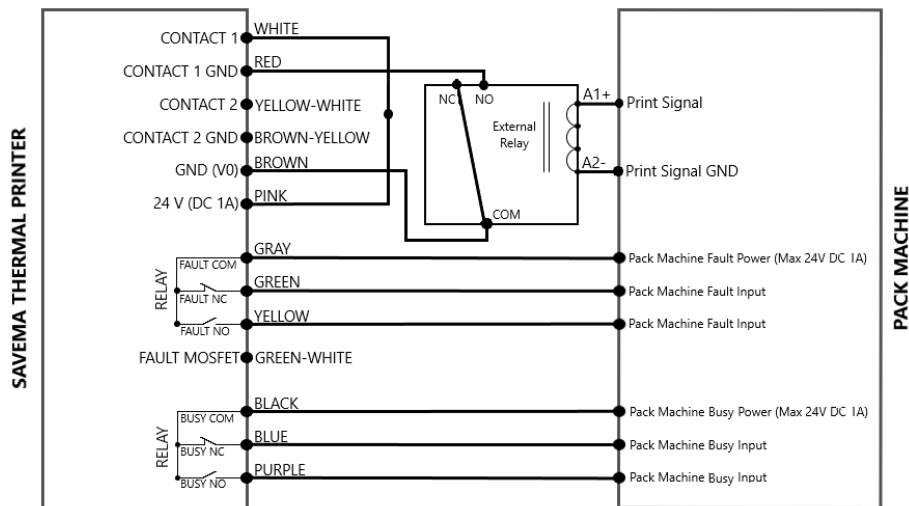 SAVEMA THERMAL PRINTER
CONTACT 1 WHITE
CONTACT 1 GND RED
CONTACT 2 YELLOW-WHITE
CONTACT 2 GND BROWN-YELLOW
GND (V0) BROWN
24 V (DC 1A) PINK
NC NO
External
Relay
A1+
A2-
COM
Print Signal
Print Signal GND
RELAY
FAULT COM GRAY Pack Machine Fault Power (Max 24V DC 1A)
FAULT NC GREEN Pack Machine Fault Input
FAULT NO YELLOW Pack Machine Fault Input
FAULT MOSFET GREEN-WHITE
RELAY
BUSY COM BLACK Pack Machine Busy Power (Max 24V DC 1A)
BUSY NC BLUE Pack Machine Busy Input
BUSY NO PURPLE Pack Machine Busy Input
PACK MACHINE